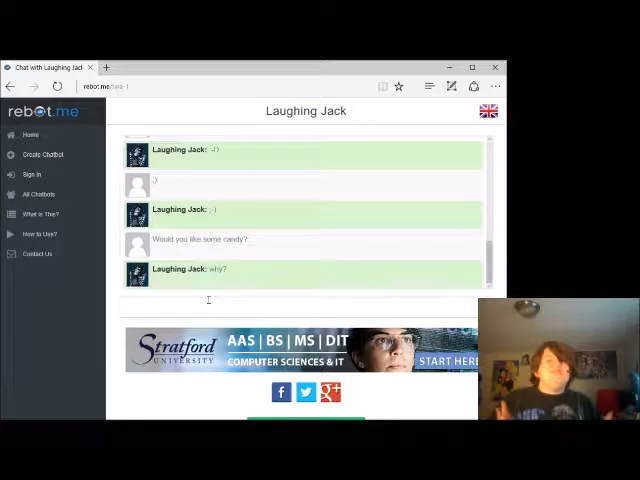 Chat with Laughing Jack
rebot.me
rebot.me
Laughing Jack
Home
Create Chatbot
Sign in
All Chatbots
What is This?
How to Use?
Contact Us
Laughing Jack:
;)
Laughing Jack: ;-)
Would you like some candy?
Laughing Jack: why?
Stratford
UNIVERSITY
AAS | BS | MS | DIT
COMPUTER SCIENCES & IT
START HERE